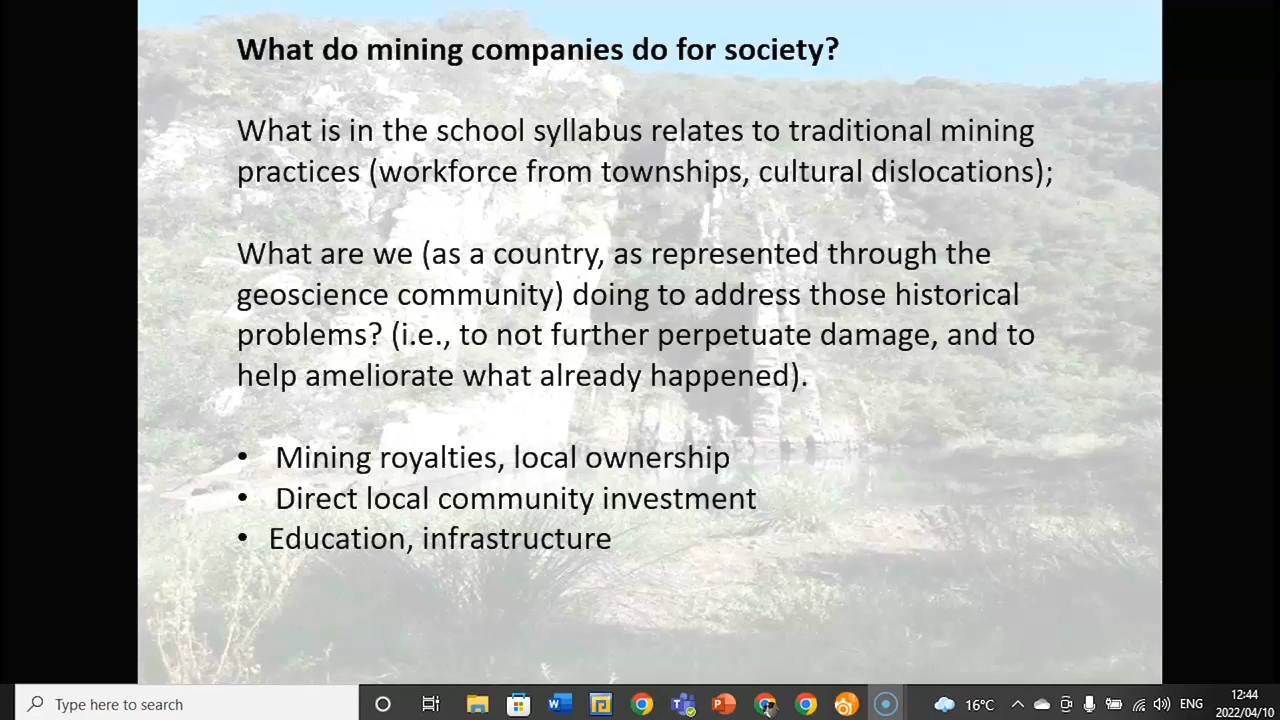 What do mining companies do for society?
What is in the school syllabus relates to traditional mining
practices (workforce from townships, cultural dislocations);
What are we (as a country, as represented through the
geoscience community) doing to address those historical
problems? (i.e., to not further perpetuate damage, and to
help ameliorate what already happened).
• Mining royalties, local ownership
• Direct local community investment
• Education, infrastructure
Type here to search
16°C
ENG
12:44
2022/04/10